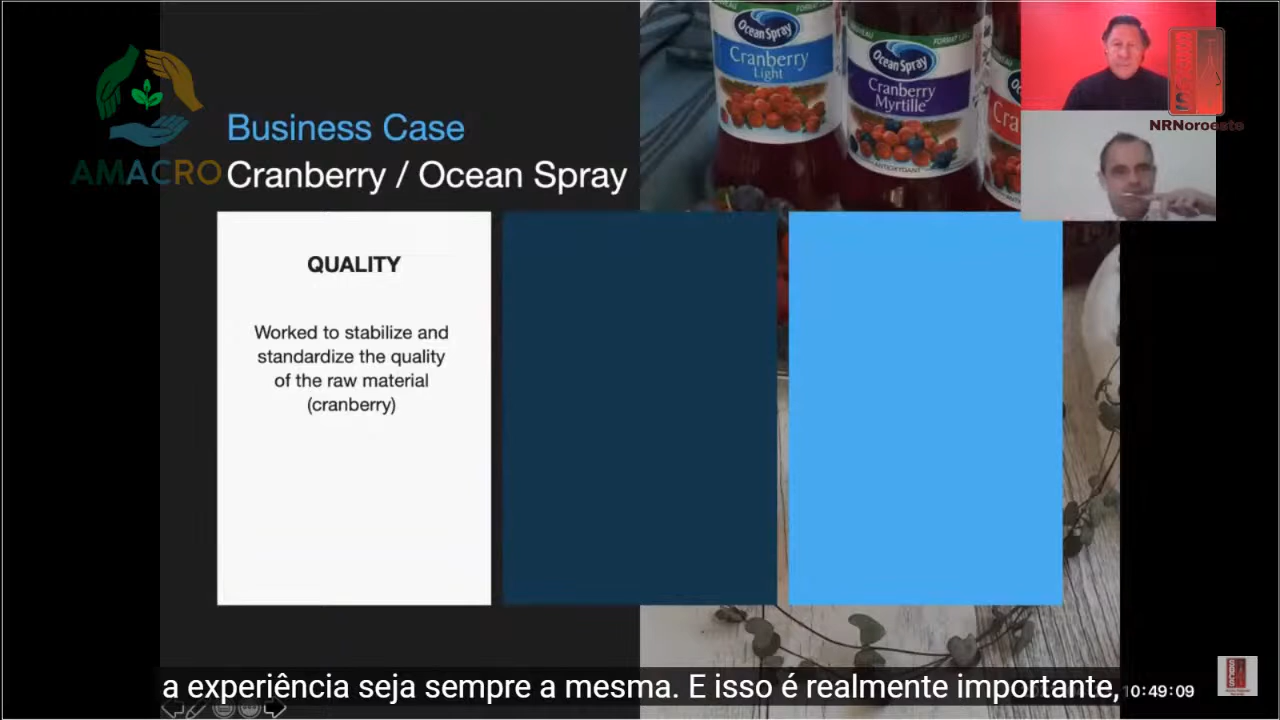 Business Case
Cranberry / Ocean Spray
AMACRO
Ocean Spray
Cranberry
Light
Ocean Spray
Cranberry
Myrtille
Cra
NRNoroeste
QUALITY
Worked to stabilize and
standardize the quality
of the raw material
(cranberry)
a experiência seja sempre a mesma. E isso é realmente importante,
10:49:09